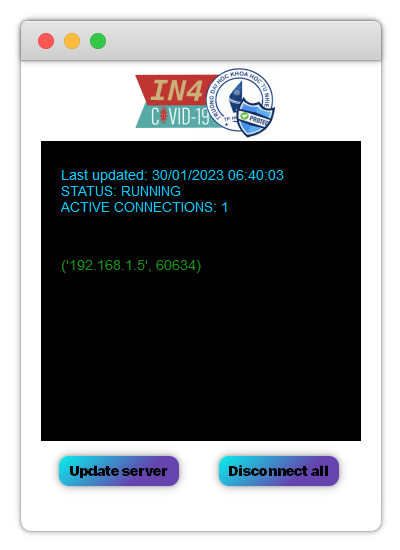 IN4
COVID-19
TRƯỜNG ĐẠI HỌC KHOA HỌC TỰ NHIÊN
PROTEC
Last updated: 30/01/2023 06:40:03
STATUS: RUNNING
ACTIVE CONNECTIONS: 1
('192.168.1.5', 60634)
Update server
Disconnect all